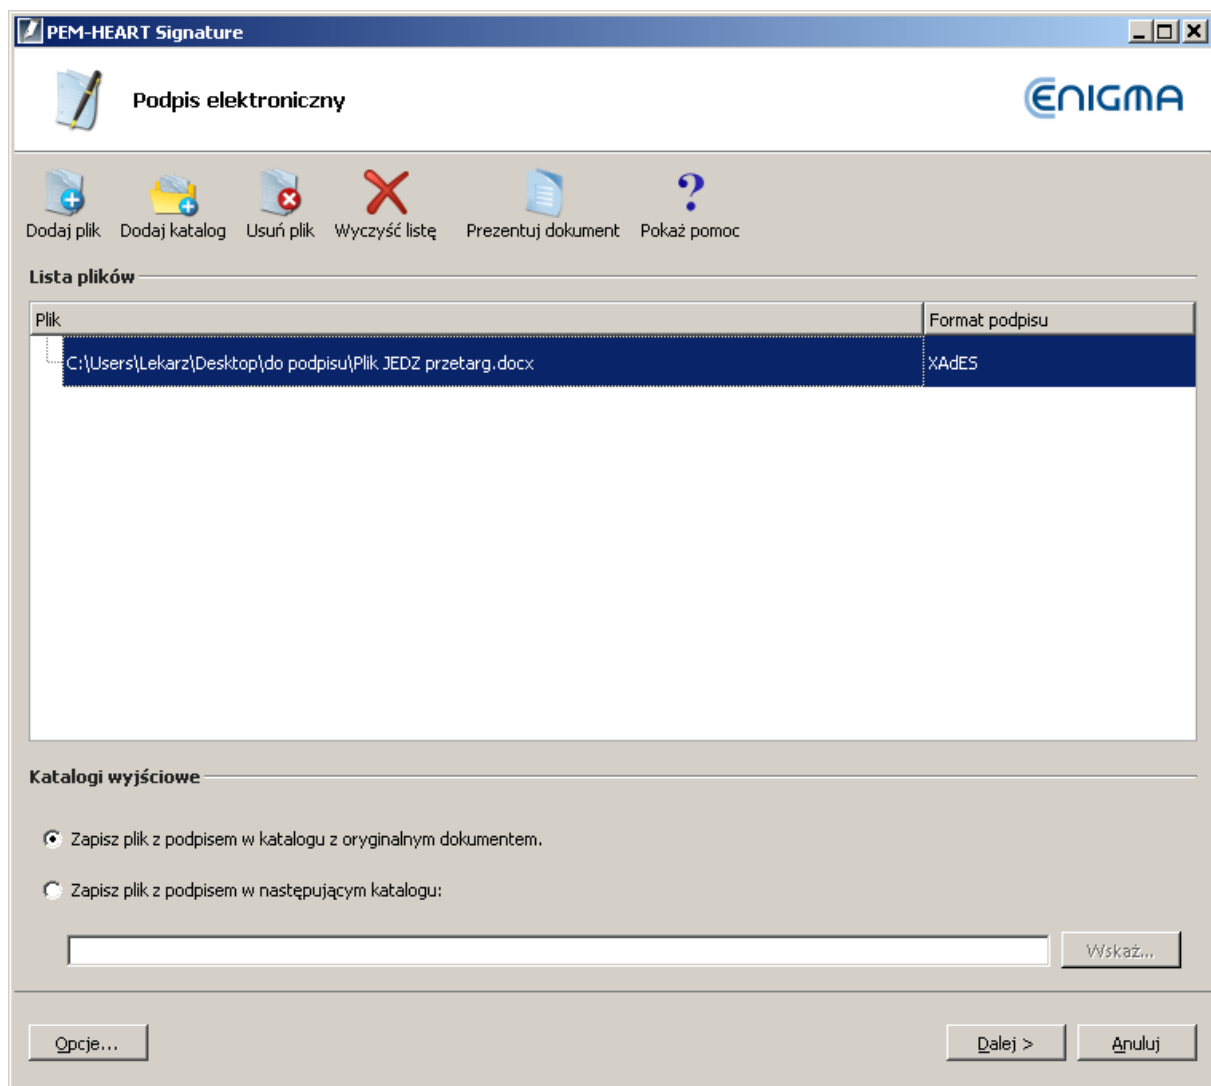 PEM-HEART Signature
Podpis elektroniczny
ENIGMA
Dodaj plik Dodaj katalog Usuń plik Wyczyść listę Prezentuj dokument Pokaż pomoc
Lista plików
Plik Format podpisu
C:\Users\Lekarz\Desktop\do podpisu\Plik JEDZ przetarg.docx XAdES
Katalogi wyjściowe
Zapisz plik z podpisem w katalogu z oryginalnym dokumentem.
Zapisz plik z podpisem w następującym katalogu:
Wskaż...
Opcje... Dalej > Anuluj